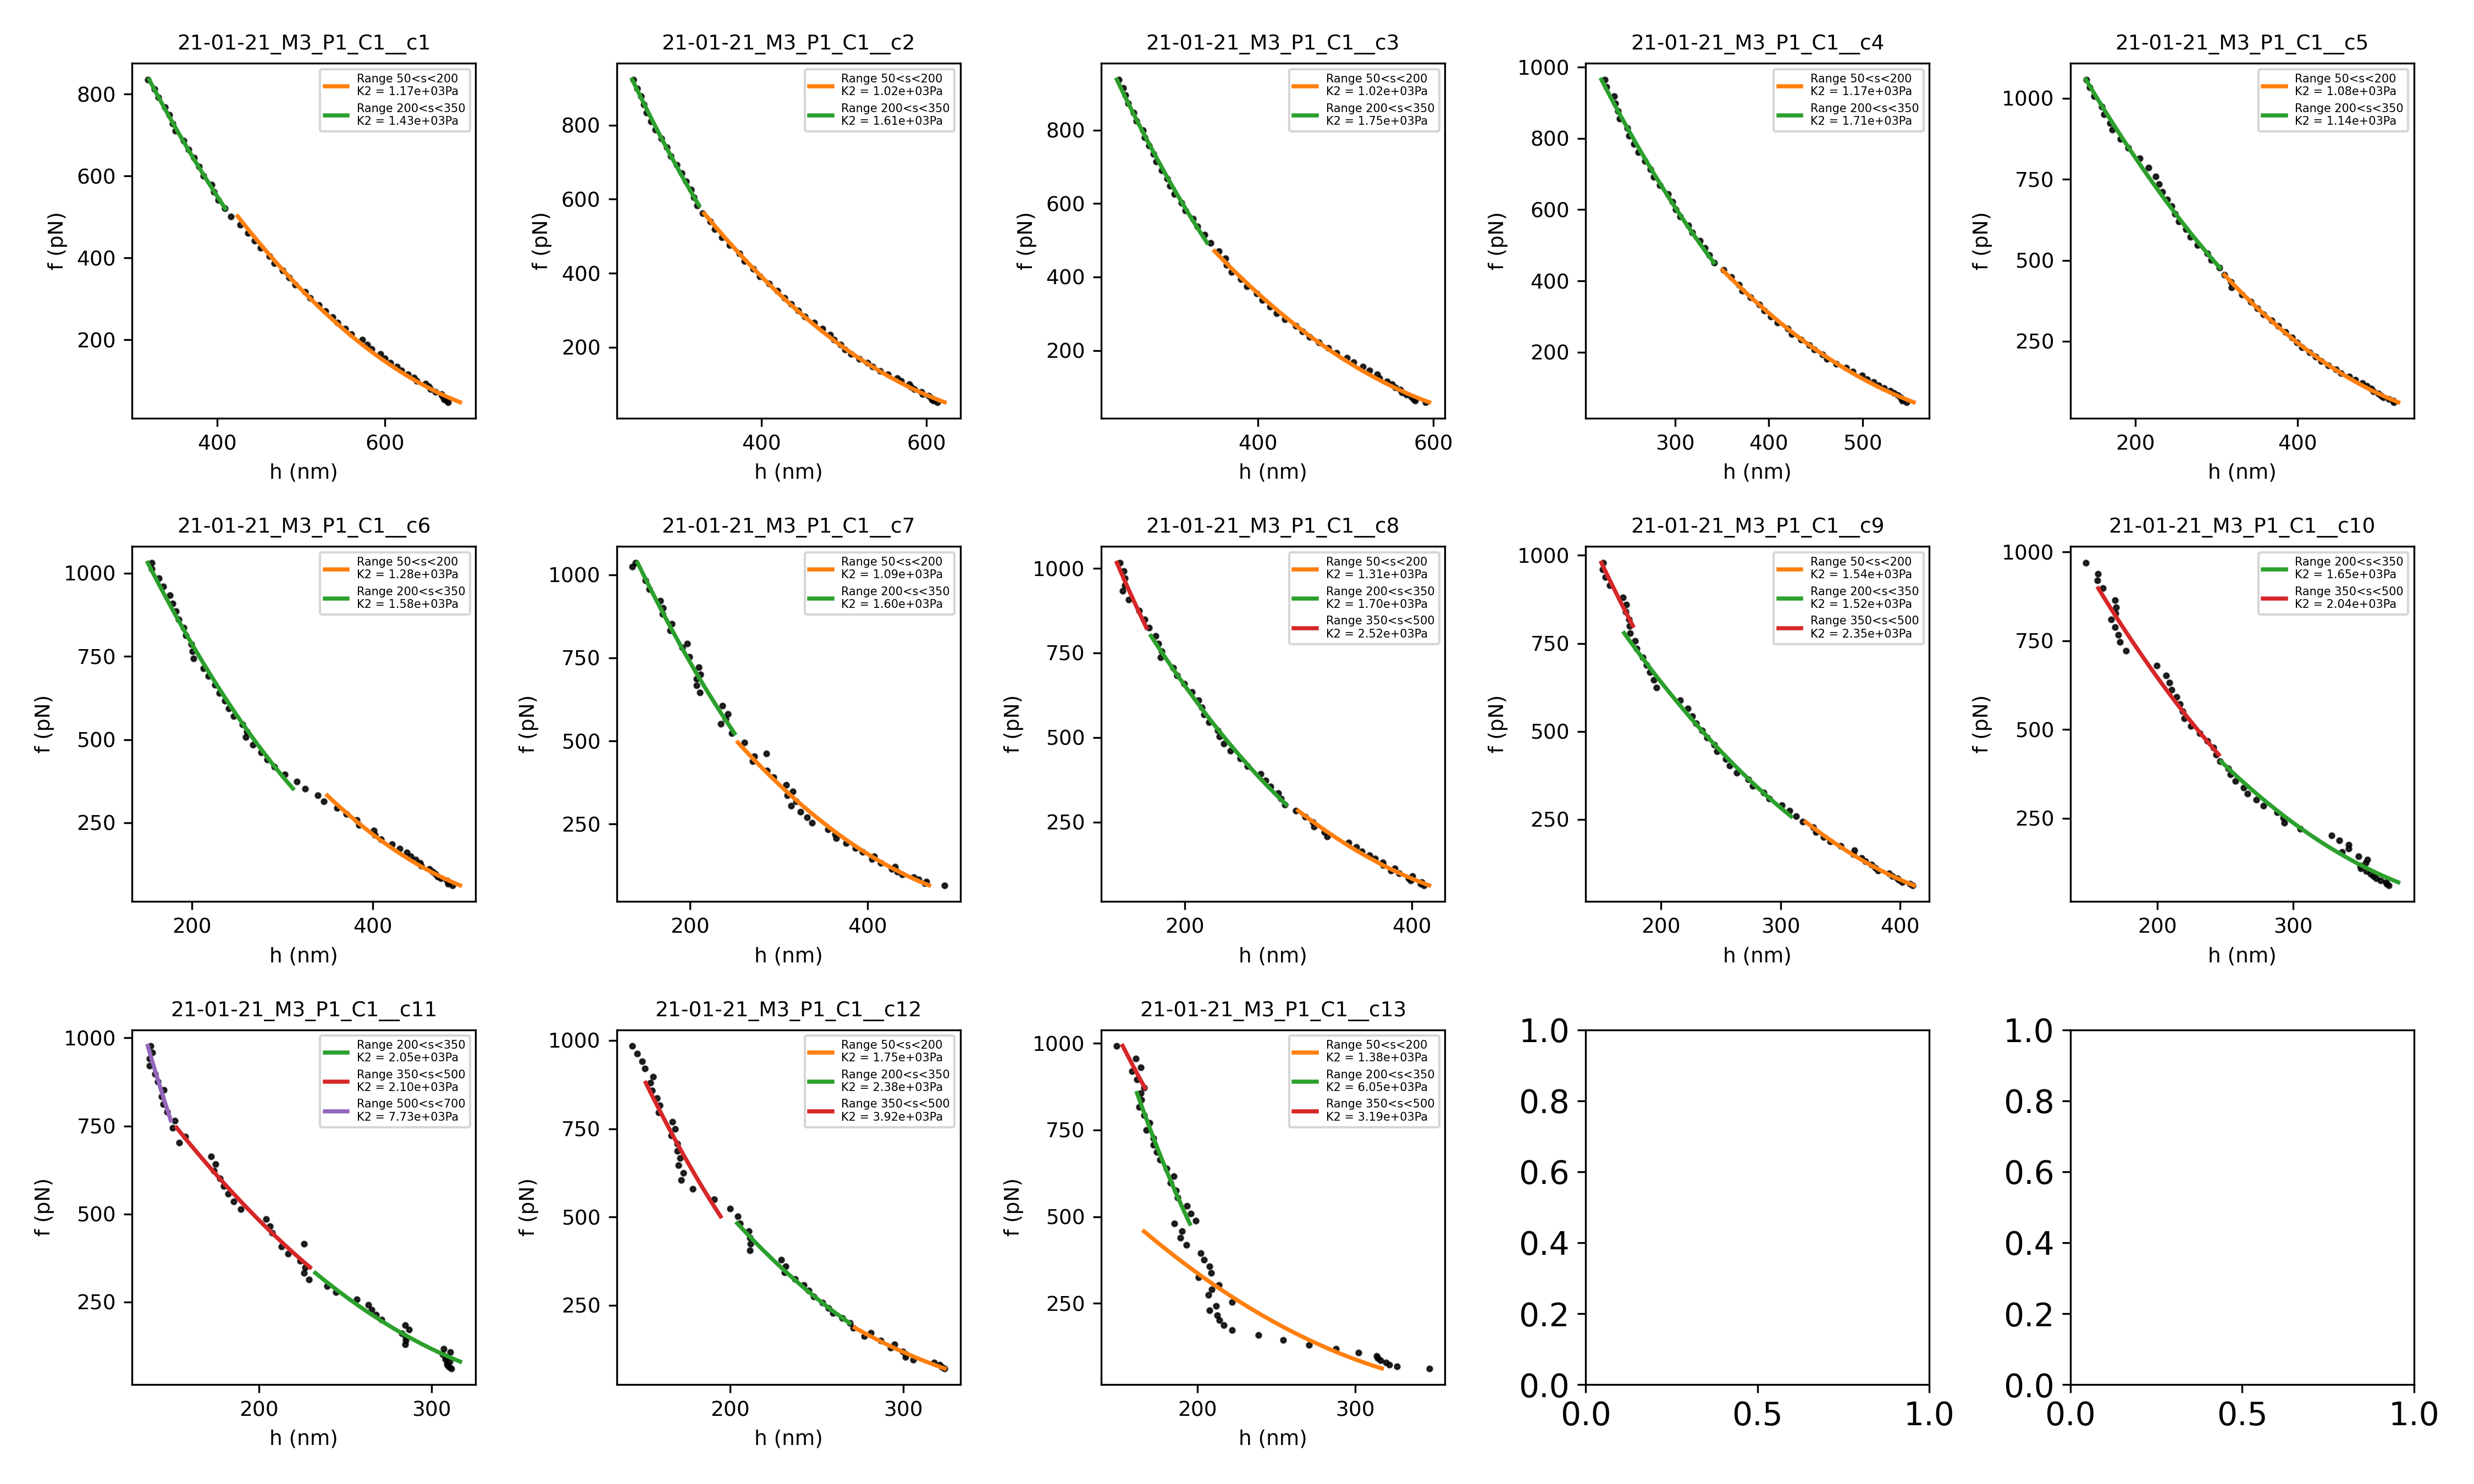 21-01-21_M3_P1_C1__c1
Range 50<s<200
K2 = 1.17e+03Pa
Range 200<s<350
K2 = 1.43e+03Pa
800
600
400
200
f (pN)
400 600
h (nm)
21-01-21_M3_P1_C1__c2
Range 50<s<200
K2 = 1.02e+03Pa
Range 200<s<350
K2 = 1.61e+03Pa
800
600
400
200
f (pN)
400 600
h (nm)
21-01-21_M3_P1_C1__c3
Range 50<s<200
K2 = 1.02e+03Pa
Range 200<s<350
K2 = 1.75e+03Pa
800
600
400
200
f (pN)
400 600
h (nm)
21-01-21_M3_P1_C1__c4
Range 50<s<200
K2 = 1.17e+03Pa
Range 200<s<350
K2 = 1.71e+03Pa
1000
800
600
400
200
f (pN)
300 400 500
h (nm)
21-01-21_M3_P1_C1__c5
Range 50<s<200
K2 = 1.08e+03Pa
Range 200<s<350
K2 = 1.14e+03Pa
1000
750
500
250
f (pN)
200 400
h (nm)
21-01-21_M3_P1_C1__c6
Range 50<s<200
K2 = 1.28e+03Pa
Range 200<s<350
K2 = 1.58e+03Pa
1000
750
500
250
f (pN)
200 400
h (nm)
21-01-21_M3_P1_C1__c7
Range 50<s<200
K2 = 1.09e+03Pa
Range 200<s<350
K2 = 1.60e+03Pa
1000
750
500
250
f (pN)
200 400
h (nm)
21-01-21_M3_P1_C1__c8
Range 50<s<200
K2 = 1.31e+03Pa
Range 200<s<350
K2 = 1.70e+03Pa
Range 350<s<500
K2 = 2.52e+03Pa
1000
750
500
250
f (pN)
200 400
h (nm)
21-01-21_M3_P1_C1__c9
Range 50<s<200
K2 = 1.54e+03Pa
Range 200<s<350
K2 = 1.52e+03Pa
Range 350<s<500
K2 = 2.35e+03Pa
1000
750
500
250
f (pN)
200 300 400
h (nm)
21-01-21_M3_P1_C1__c10
Range 200<s<350
K2 = 1.65e+03Pa
Range 350<s<500
K2 = 2.04e+03Pa
1000
750
500
250
f (pN)
200 300
h (nm)
21-01-21_M3_P1_C1__c11
Range 200<s<350
K2 = 2.05e+03Pa
Range 350<s<500
K2 = 2.10e+03Pa
Range 500<s<700
K2 = 7.73e+03Pa
1000
750
500
250
f (pN)
200 300
h (nm)
21-01-21_M3_P1_C1__c12
Range 50<s<200
K2 = 1.75e+03Pa
Range 200<s<350
K2 = 2.38e+03Pa
Range 350<s<500
K2 = 3.92e+03Pa
1000
750
500
250
f (pN)
200 300
h (nm)
21-01-21_M3_P1_C1__c13
Range 50<s<200
K2 = 1.38e+03Pa
Range 200<s<350
K2 = 6.05e+03Pa
Range 350<s<500
K2 = 3.19e+03Pa
1000
750
500
250
f (pN)
200 300
h (nm)
1.0
0.8
0.6
0.4
0.2
0.0
0.0 0.5 1.0
1.0
0.8
0.6
0.4
0.2
0.0
0.0 0.5 1.0